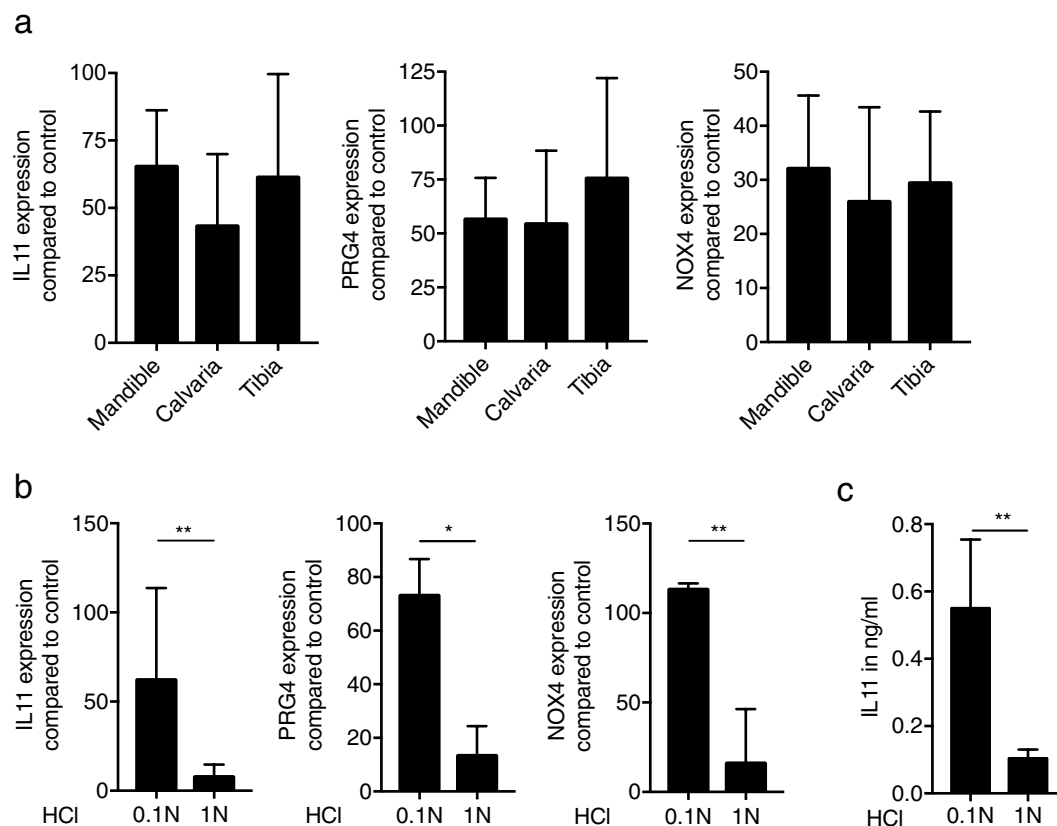 a
IL11 expression
compared to control
100
75
50
25
0
Mandible
Calvaria
Tibia
PRG4 expression
compared to control
125
100
75
50
25
0
Mandible
Calvaria
Tibia
NOX4 expression
compared to control
50
40
30
20
10
0
Mandible
Calvaria
Tibia
b
IL11 expression
compared to control
150
100
50
0
**
HCl 0.1N 1N
PRG4 expression
compared to control
100
80
60
40
20
0
*
HCl 0.1N 1N
NOX4 expression
compared to control
150
100
50
0
**
HCl 0.1N 1N
c
IL11 in ng/ml
0.8
0.6
0.4
0.2
0.0
**
HCl 0.1N 1N